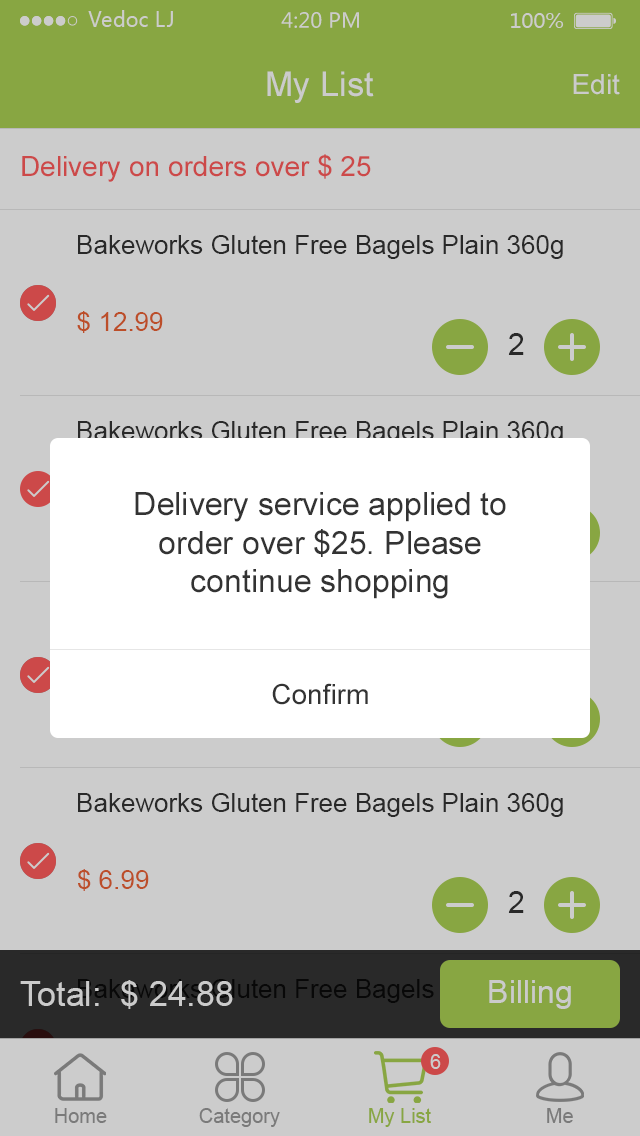 Vedoc LJ 4:20 PM 100%
My List Edit
Delivery on orders over $ 25
Bakeworks Gluten Free Bagels Plain 360g
$ 12.99
2
Bakeworks Gluten Free Bagels Plain 360g
Delivery service applied to
order over $25. Please
continue shopping
Confirm
Bakeworks Gluten Free Bagels Plain 360g
$ 6.99
2
Bakeworks Gluten Free Bagels
Total: $ 24.88 Billing
6
Home Category My List Me